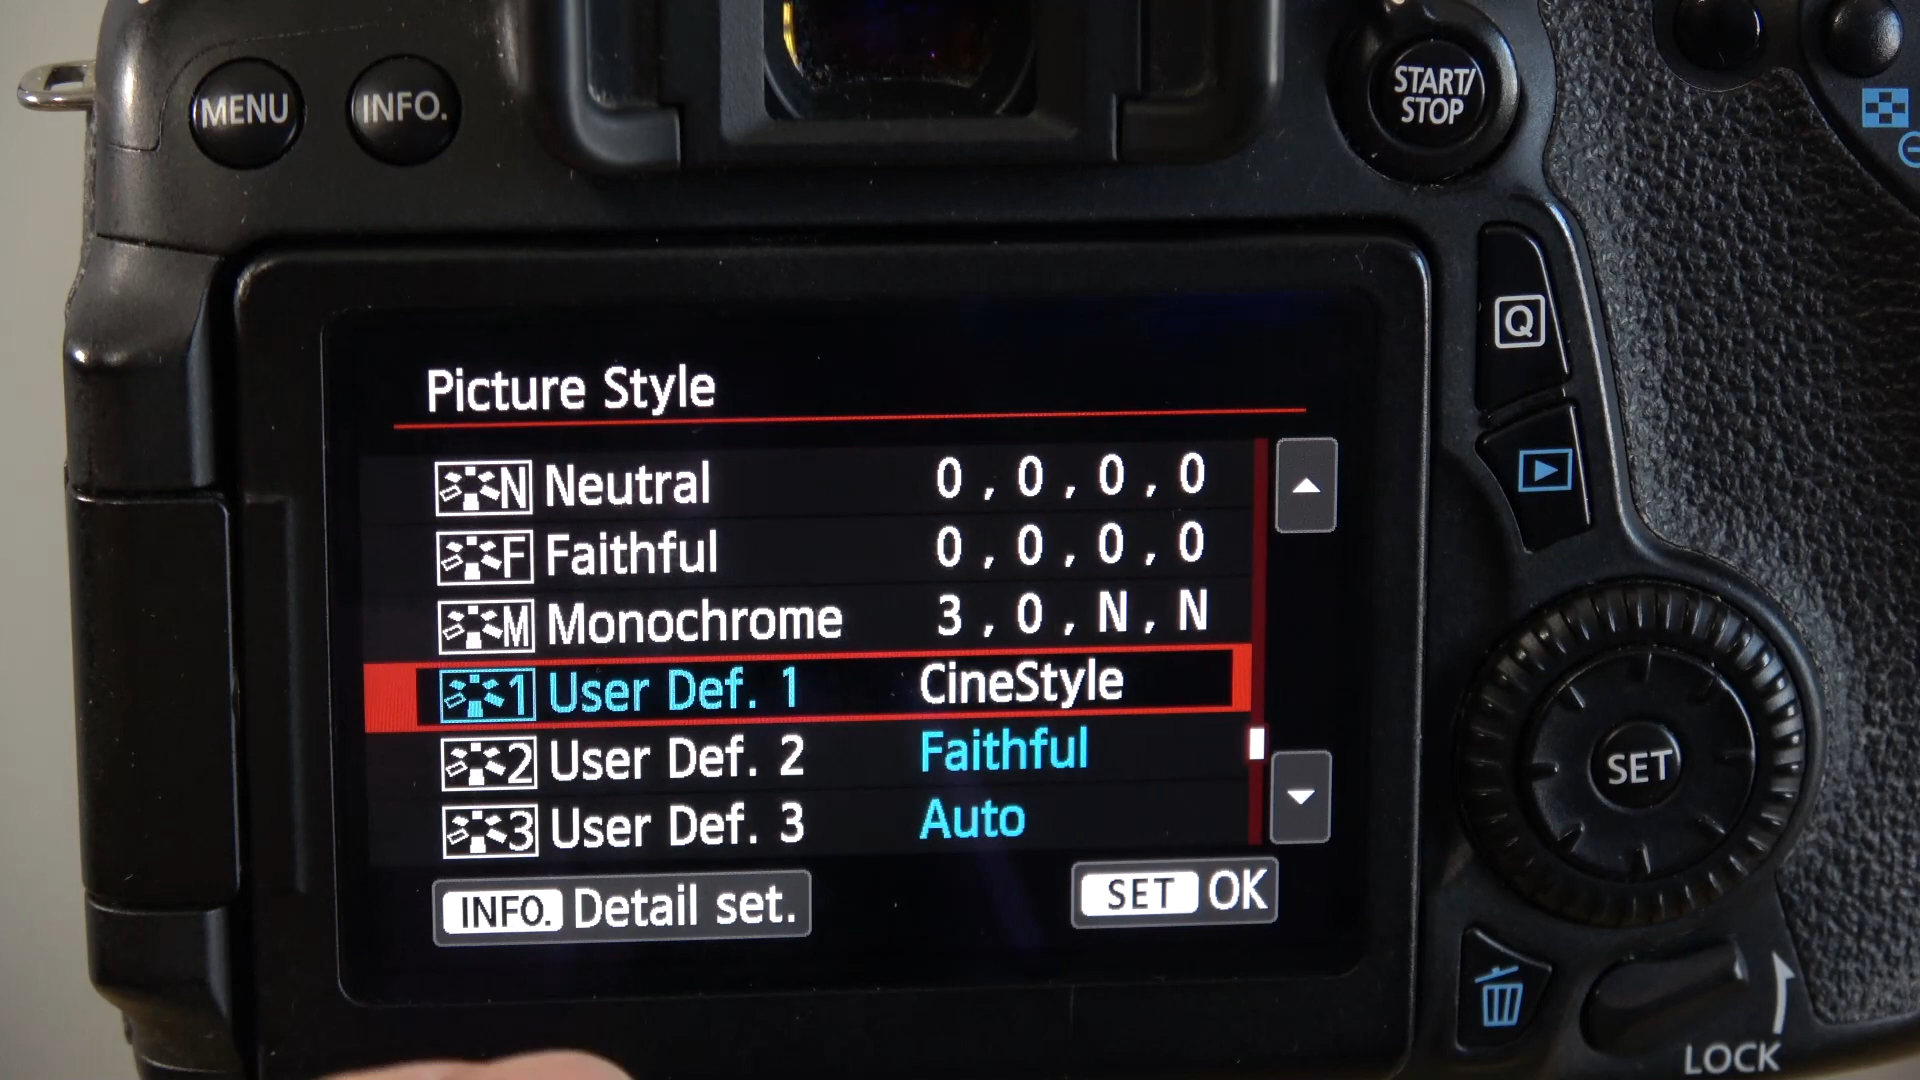 MENU INFO.
START/
STOP
Q
Picture Style
N Neutral 0 , 0 , 0 , 0
F Faithful 0 , 0 , 0 , 0
M Monochrome 3 , 0 , N , N
1 User Def. 1 CineStyle
2 User Def. 2 Faithful
3 User Def. 3 Auto
INFO. Detail set. SET OK
SET
LOCK